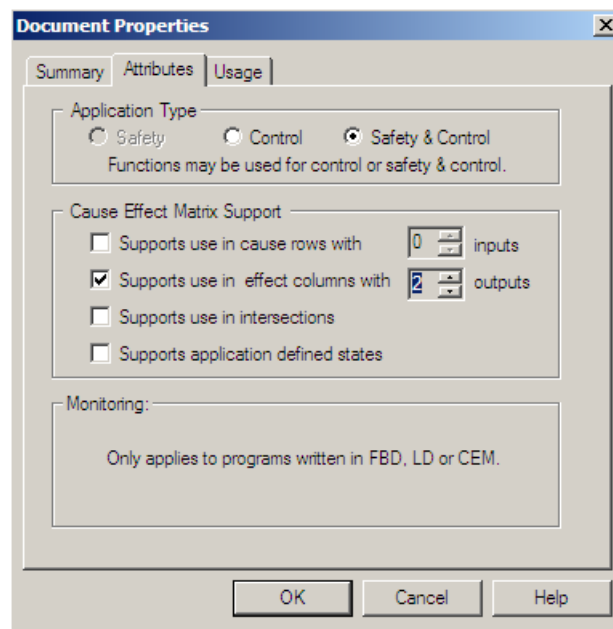 Document Properties
Summary Attributes Usage
Application Type
Safety Control Safety & Control
Functions may be used for control or safety & control.
Cause Effect Matrix Support
Supports use in cause rows with 0 inputs
Supports use in effect columns with 2 outputs
Supports use in intersections
Supports application defined states
Monitoring:
Only applies to programs written in FBD, LD or CEM.
OK Cancel Help